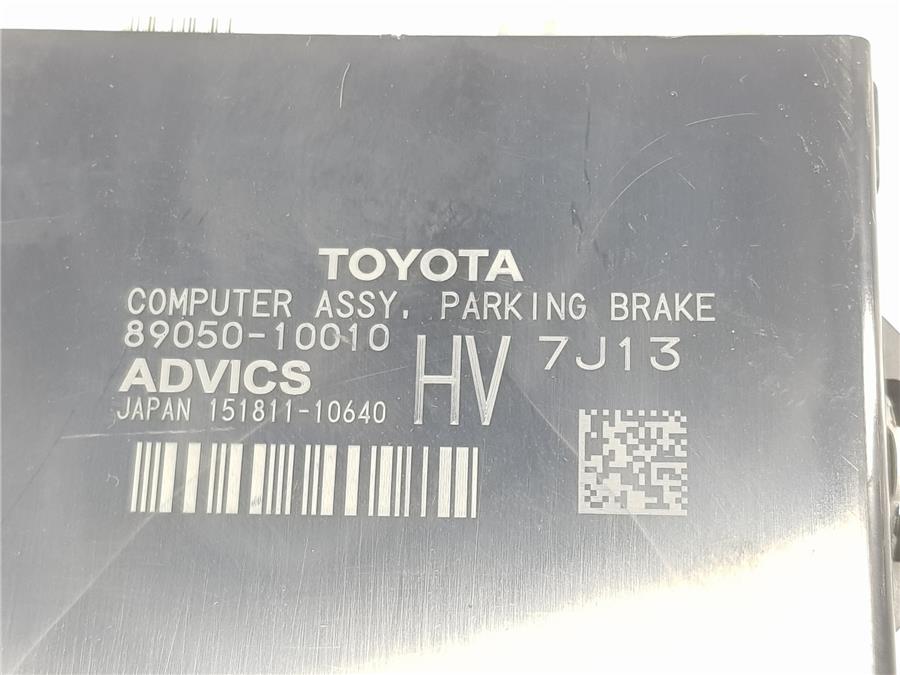 TOYOTA
COMPUTER ASSY, PARKING BRAKE
89050-10010
HV 7J13
ADVICS
JAPAN 151811-10640